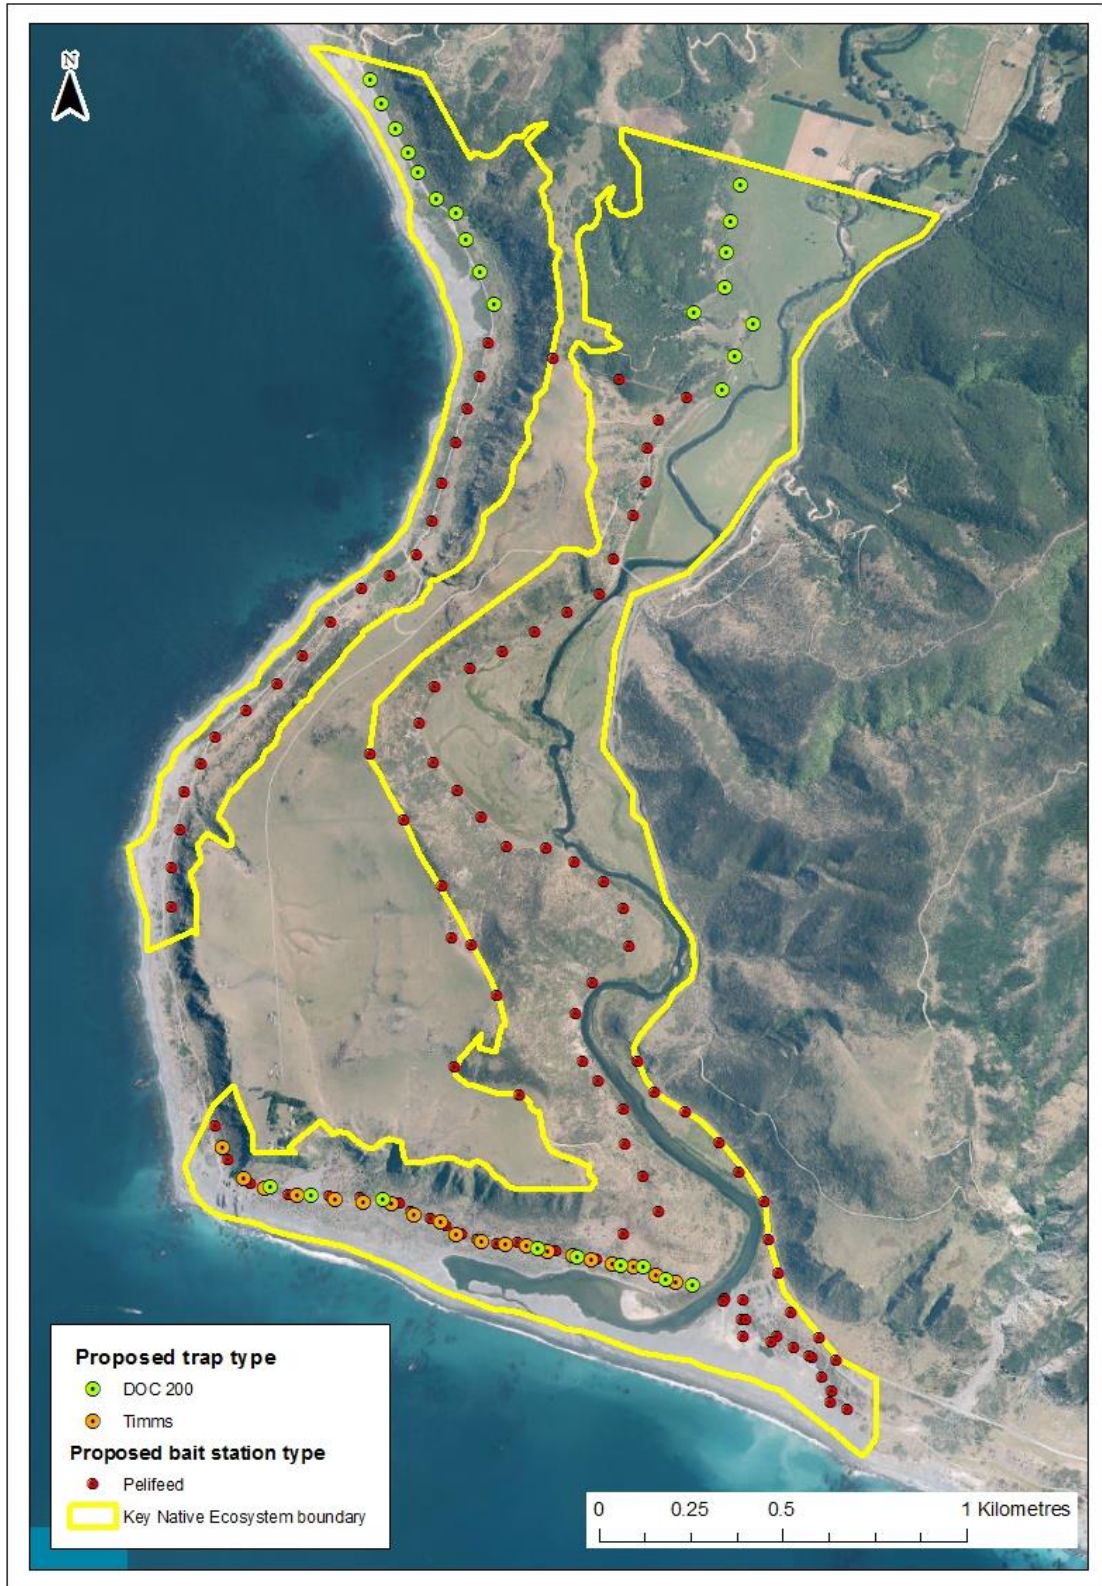 N
Proposed trap type
DOC 200
Timms
Proposed bait station type
Pelifeed
Key Native Ecosystem boundary
0 0.25 0.5 1 Kilometres